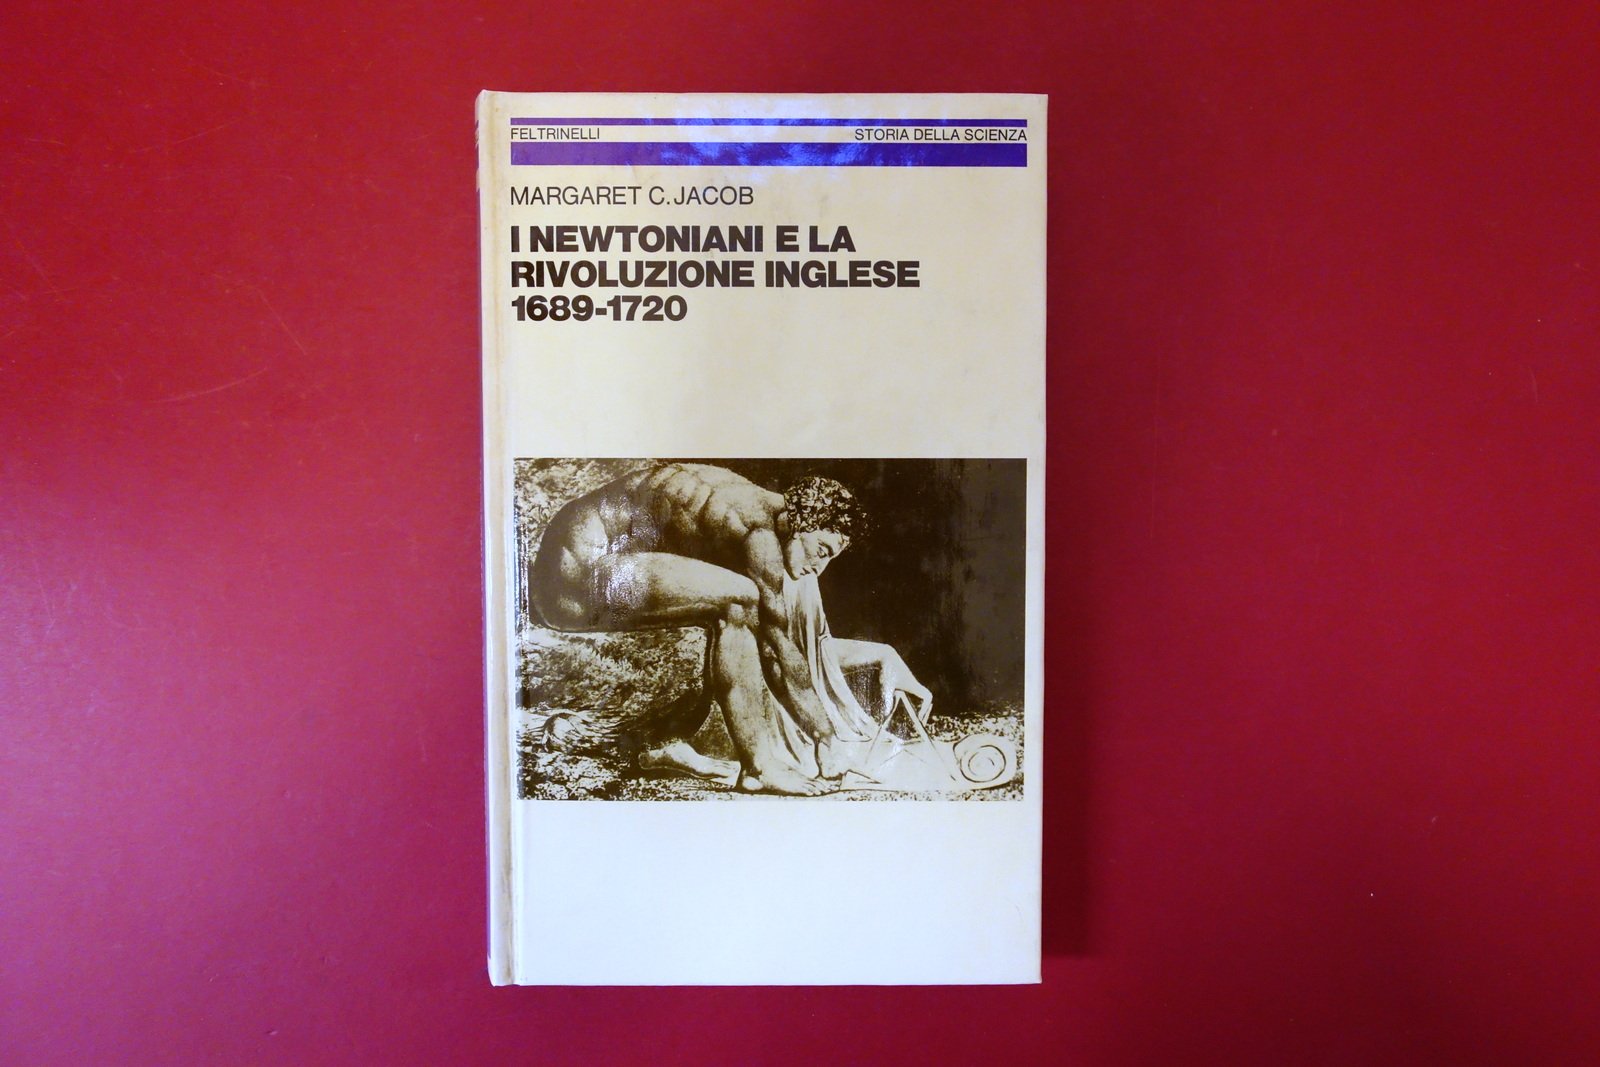 FELTRINELLI STORIA DELLA SCIENZA
MARGARET C. JACOB
I NEWTONIANI E LA
RIVOLUZIONE INGLESE
1689-1720